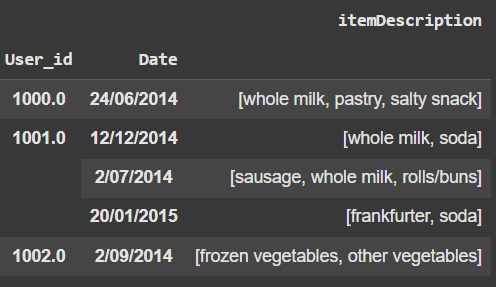 itemDescription
User_id Date
1000.0 24/06/2014 [whole milk, pastry, salty snack]
1001.0 12/12/2014 [whole milk, soda]
2/07/2014 [sausage, whole milk, rolls/buns]
20/01/2015 [frankfurter, soda]
1002.0 2/09/2014 [frozen vegetables, other vegetables]